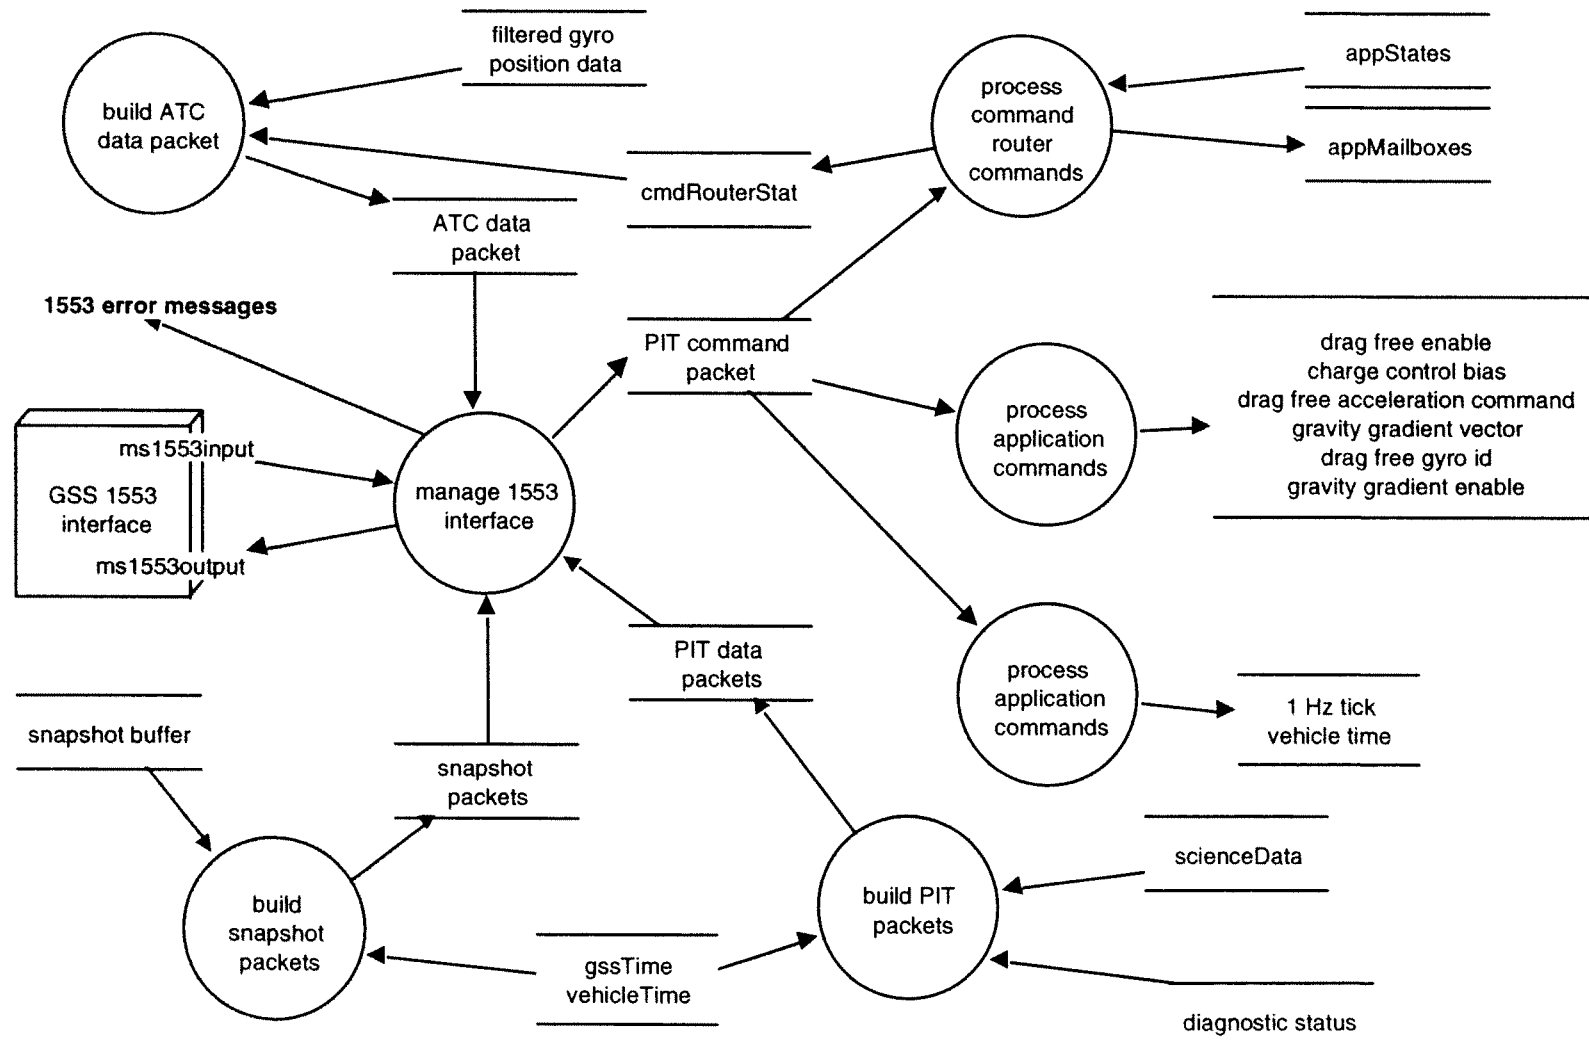 filtered gyro
position data
build ATC
data packet
process
command
router
commands
appStates
appMailboxes
cmdRouterStat
ATC data
packet
1553 error messages
PIT command
packet
drag free enable
charge control bias
drag free acceleration command
gravity gradient vector
drag free gyro id
gravity gradient enable
process
application
commands
ms1553input
GSS 1553
interface
ms1553output
manage 1553
interface
PIT data
packets
process
application
commands
1 Hz tick
vehicle time
snapshot buffer
snapshot
packets
scienceData
build PIT
packets
build
snapshot
packets
gssTime
vehicleTime
diagnostic status